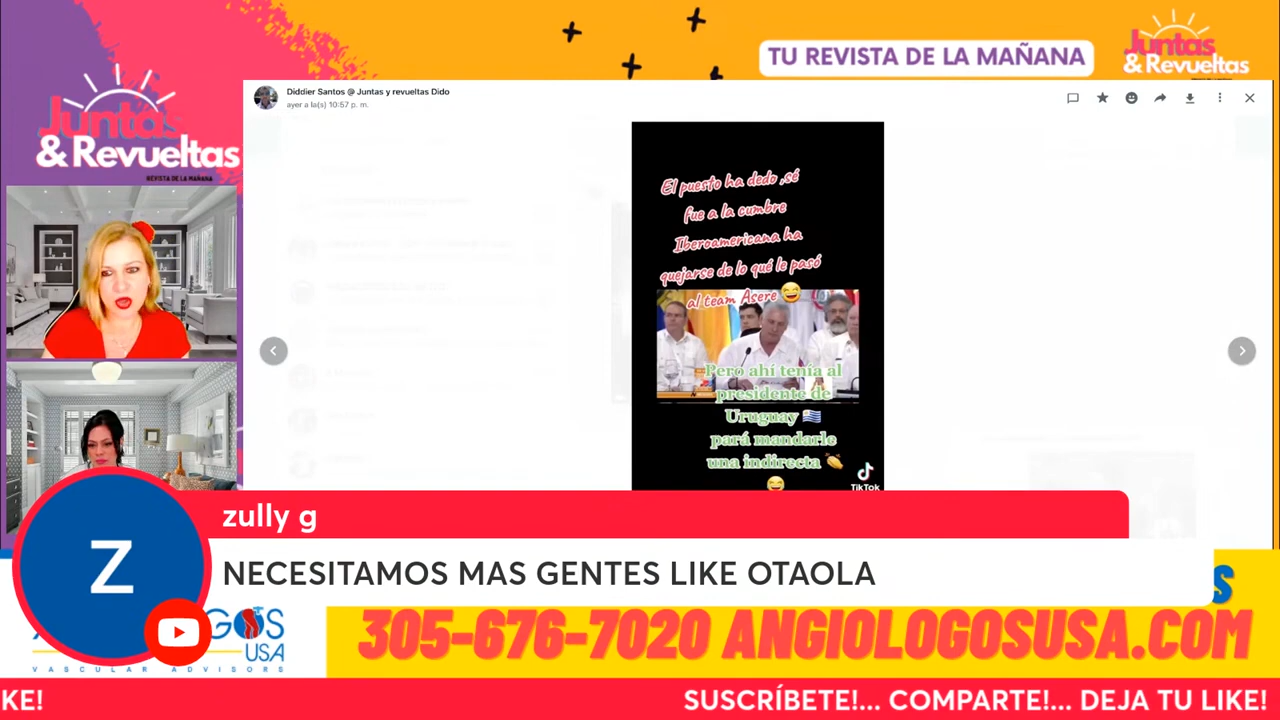 TU REVISTA DE LA MAÑANA
Juntas
& Revueltas
Juntas
& Revueltas
REVISTA DE LA MAÑANA
Diddier Santos @ Juntas y revueltas Dido
ayer a la(s) 10:57 p. m.
El puesto ha dedo ,sé
fue a la cumbre
Iberoamericana ha
quejarse de lo qué le pasó
al team Asere 😄
Pero ahí tenía al
presidente de
Uruguay 🇺🇾
pará mandarle
una indirecta 👏
😄
TikTok
zully g
Z
NECESITAMOS MAS GENTES LIKE OTAOLA
GOS
USA
VASCULAR ADVISORS
S
305-676-7020 ANGIOLOGOSUSA.COM
KE!
SUSCRÍBETE!... COMPARTE!... DEJA TU LIKE!